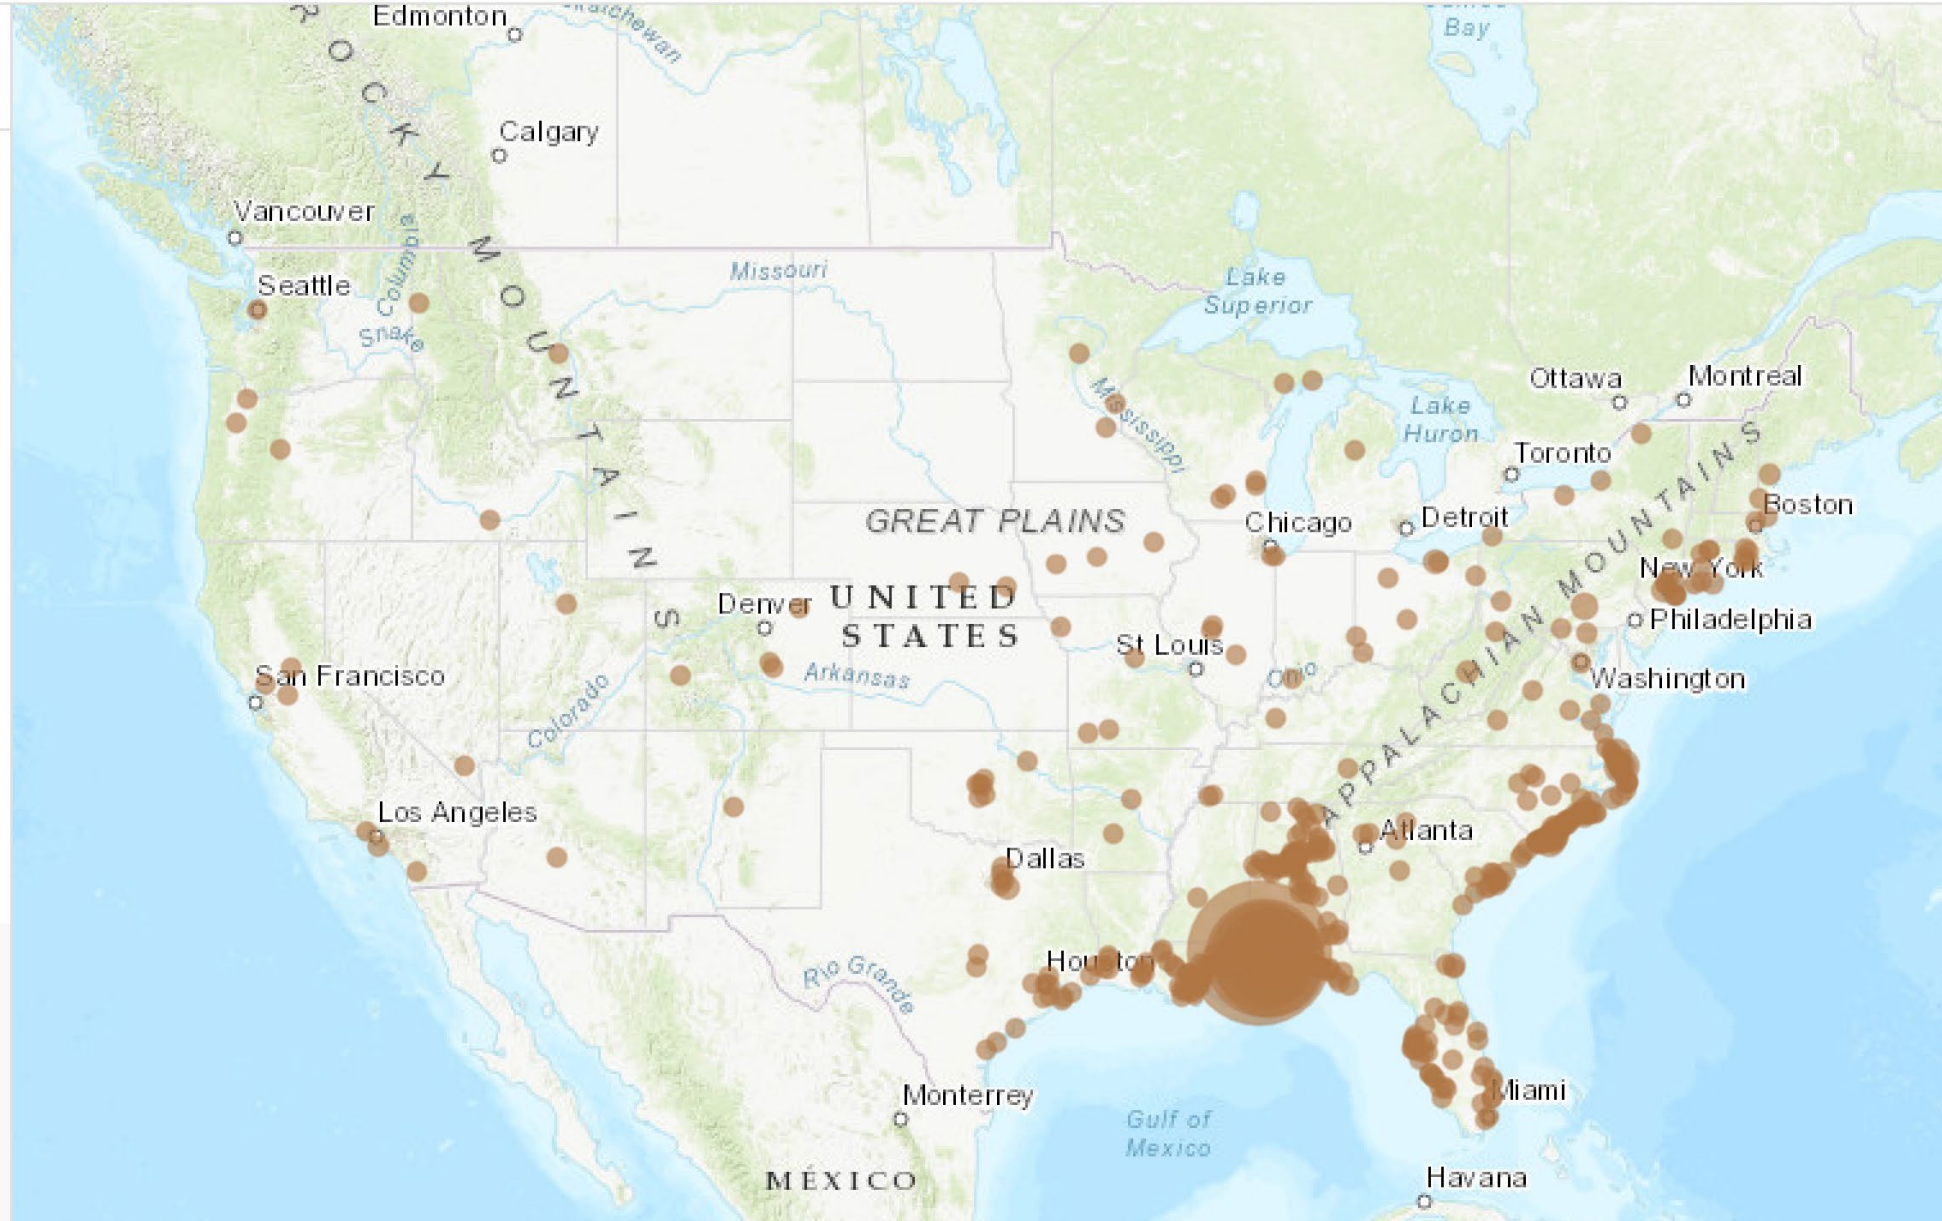 Edmonton
Calgary
Vancouver
Columbia
Seattle
Snake
ROCKY MOUNTAINS
Missouri
Bay
Lake
Superior
Mississippi
Lake
Huron
Ottawa
Montreal
Toronto
Boston
GREAT PLAINS
Chicago
Detroit
New York
Denver
UNITED
STATES
Philadelphia
St Louis
Arkansas
Ohio
APPALACHIAN MOUNTAINS
Washington
San Francisco
Colorado
Los Angeles
Atlanta
Dallas
Houston
Rio Grande
Miami
Monterrey
Gulf of
Mexico
MÉXICO
Havana